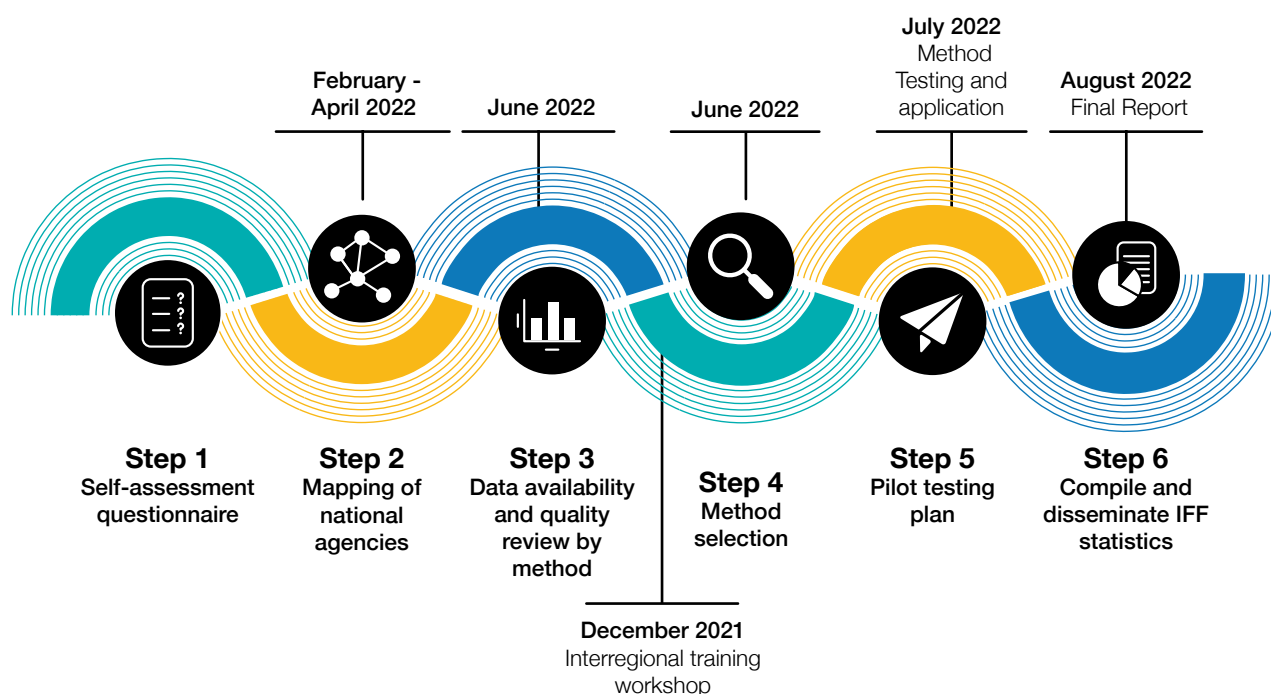 February -
April 2022
June 2022
June 2022
July 2022
Method
Testing and
application
August 2022
Final Report
?
?
?
Step 1
Self-assessment
questionnaire
Step 2
Mapping of
national
agencies
Step 3
Data availability
and quality
review by
method
Step 4
Method
selection
Step 5
Pilot testing
plan
Step 6
Compile and
disseminate IFF
statistics
December 2021
Interregional training
workshop